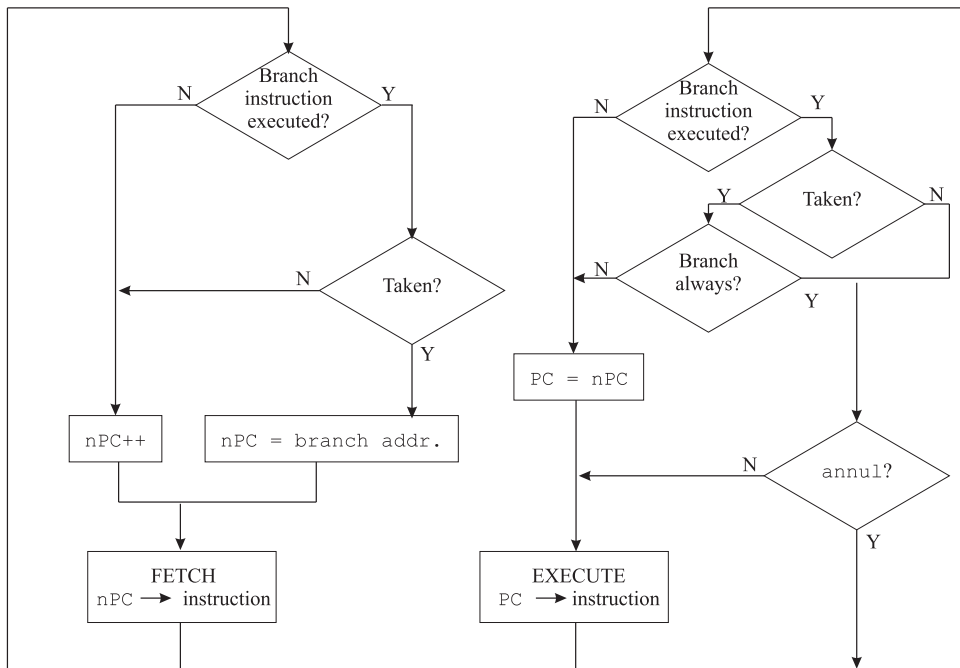 Branch
instruction
executed?
N
Y
Taken?
N
Y
nPC++
nPC = branch addr.
FETCH
nPC → instruction
Branch
instruction
executed?
N
Y
Taken?
Y
N
Branch
always?
N
Y
PC = nPC
annul?
N
Y
EXECUTE
PC → instruction